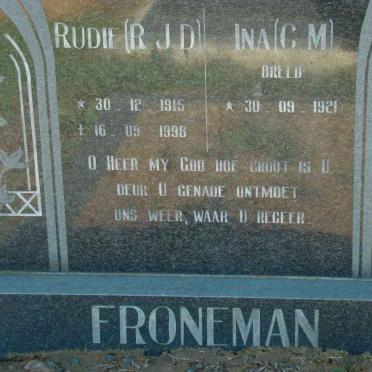 RUDIE (R J D) INA (C M)
BREED
* 30 - 12 - 1915 * 30 - 09 - 1921
† 16 - 09 1998
O HEER MY GOD HOE GROOT IS U.
DEUR U GENADE ONTMOET
ONS WEER, WAAR U REGEER
FRONEMAN